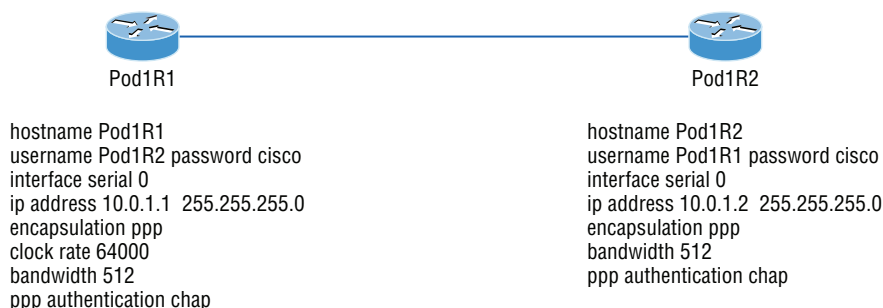 Pod1R1
Pod1R2
hostname Pod1R1
username Pod1R2 password cisco
interface serial 0
ip address 10.0.1.1 255.255.255.0
encapsulation ppp
clock rate 64000
bandwidth 512
ppp authentication chap
hostname Pod1R2
username Pod1R1 password cisco
interface serial 0
ip address 10.0.1.2 255.255.255.0
encapsulation ppp
bandwidth 512
ppp authentication chap